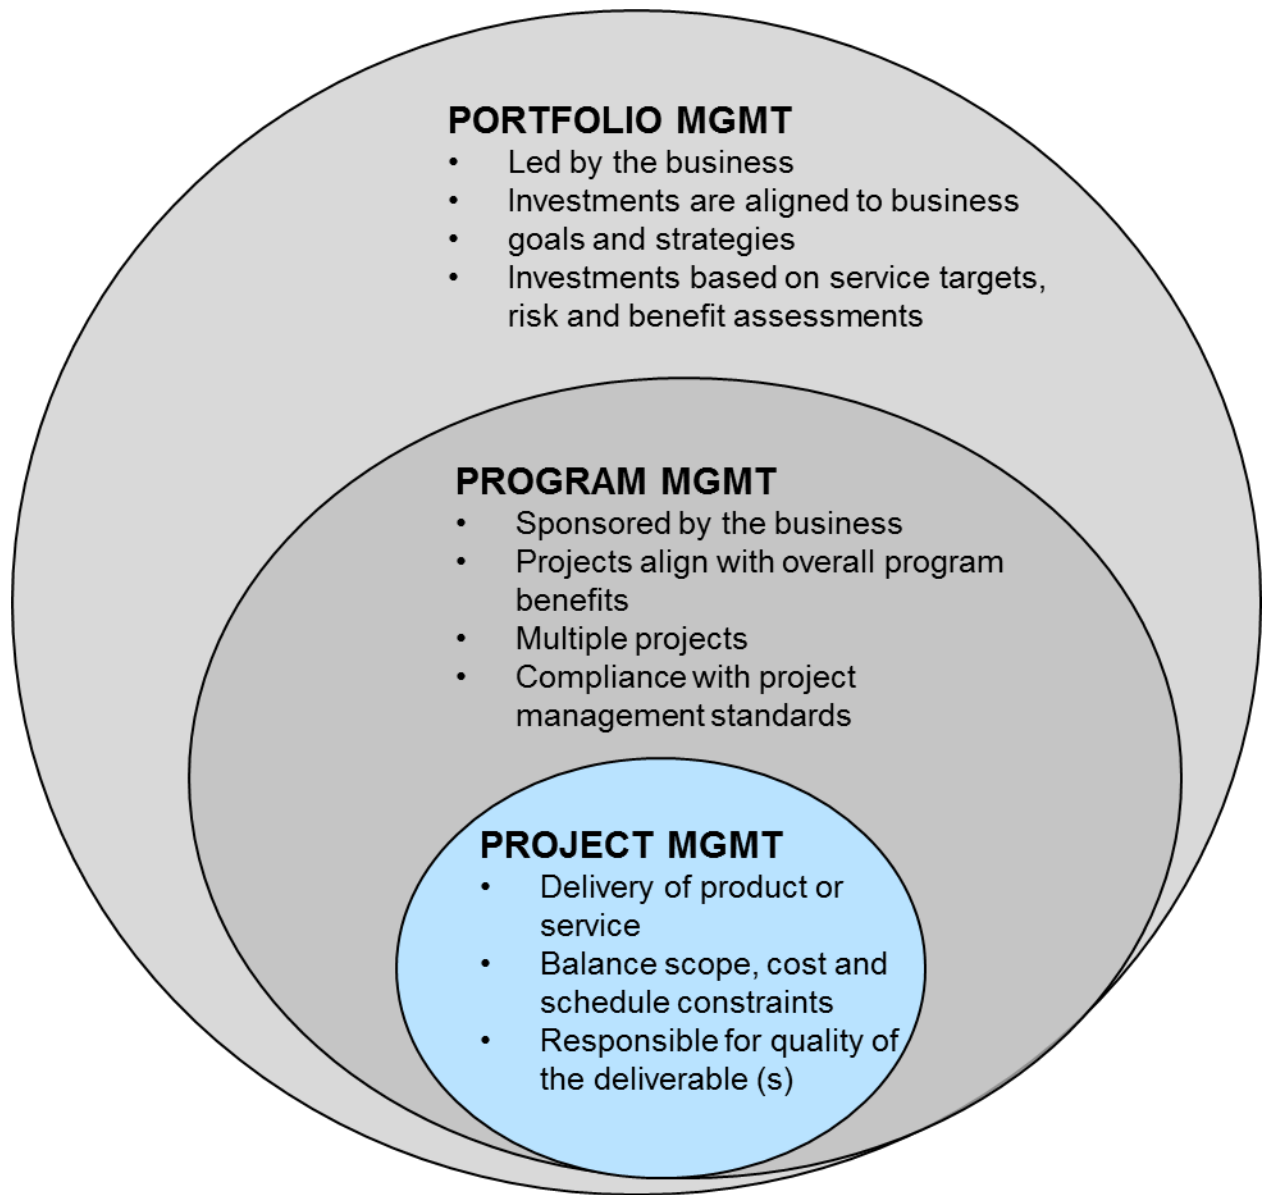 PORTFOLIO MGMT
• Led by the business
• Investments are aligned to business
• goals and strategies
• Investments based on service targets,
risk and benefit assessments
PROGRAM MGMT
• Sponsored by the business
• Projects align with overall program
benefits
• Multiple projects
• Compliance with project
management standards
PROJECT MGMT
• Delivery of product or
service
• Balance scope, cost and
schedule constraints
• Responsible for quality of
the deliverable (s)